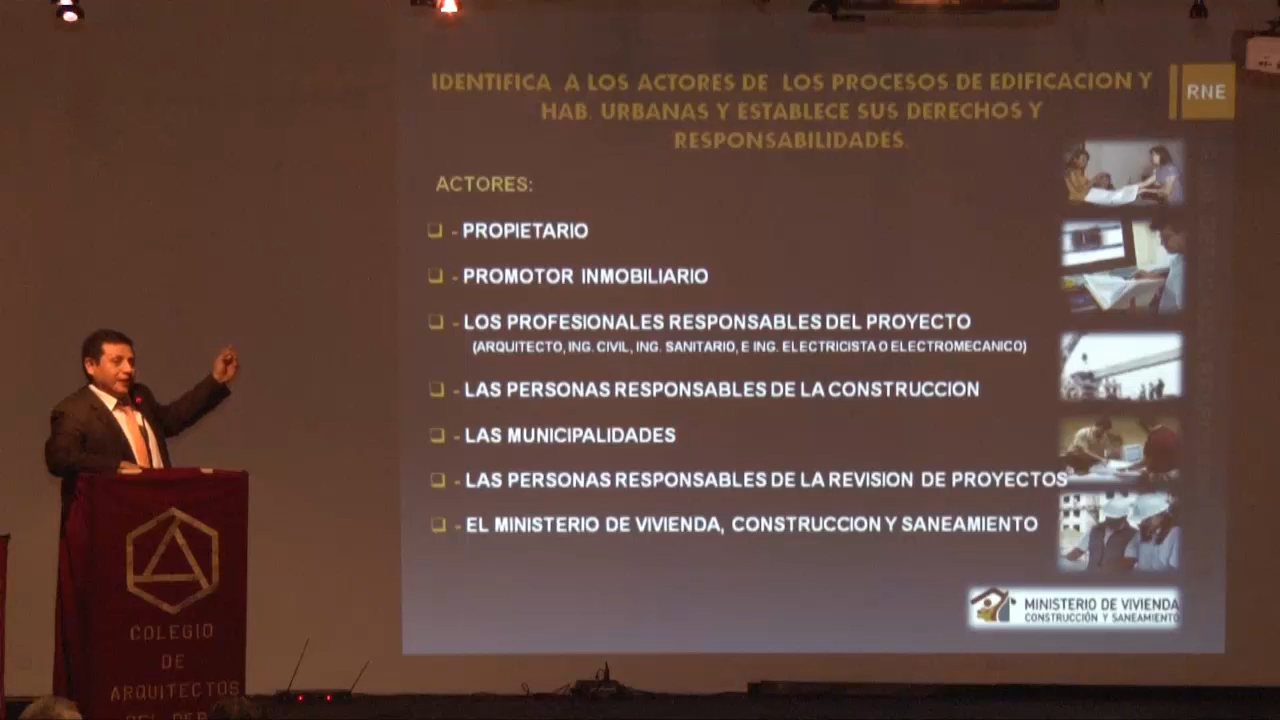 IDENTIFICA A LOS ACTORES DE LOS PROCESOS DE EDIFICACION Y
HAB. URBANAS Y ESTABLECE SUS DERECHOS Y
RESPONSABILIDADES.
RNE
ACTORES:
- PROPIETARIO
- PROMOTOR INMOBILIARIO
- LOS PROFESIONALES RESPONSABLES DEL PROYECTO
(ARQUITECTO, ING. CIVIL, ING. SANITARIO, E ING. ELECTRICISTA O ELECTROMECANICO)
- LAS PERSONAS RESPONSABLES DE LA CONSTRUCCION
- LAS MUNICIPALIDADES
- LAS PERSONAS RESPONSABLES DE LA REVISION DE PROYECTOS
- EL MINISTERIO DE VIVIENDA, CONSTRUCCION Y SANEAMIENTO
MINISTERIO DE VIVIENDA
CONSTRUCCIÓN Y SANEAMIENTO
COLEGIO
DE
ARQUITECTOS